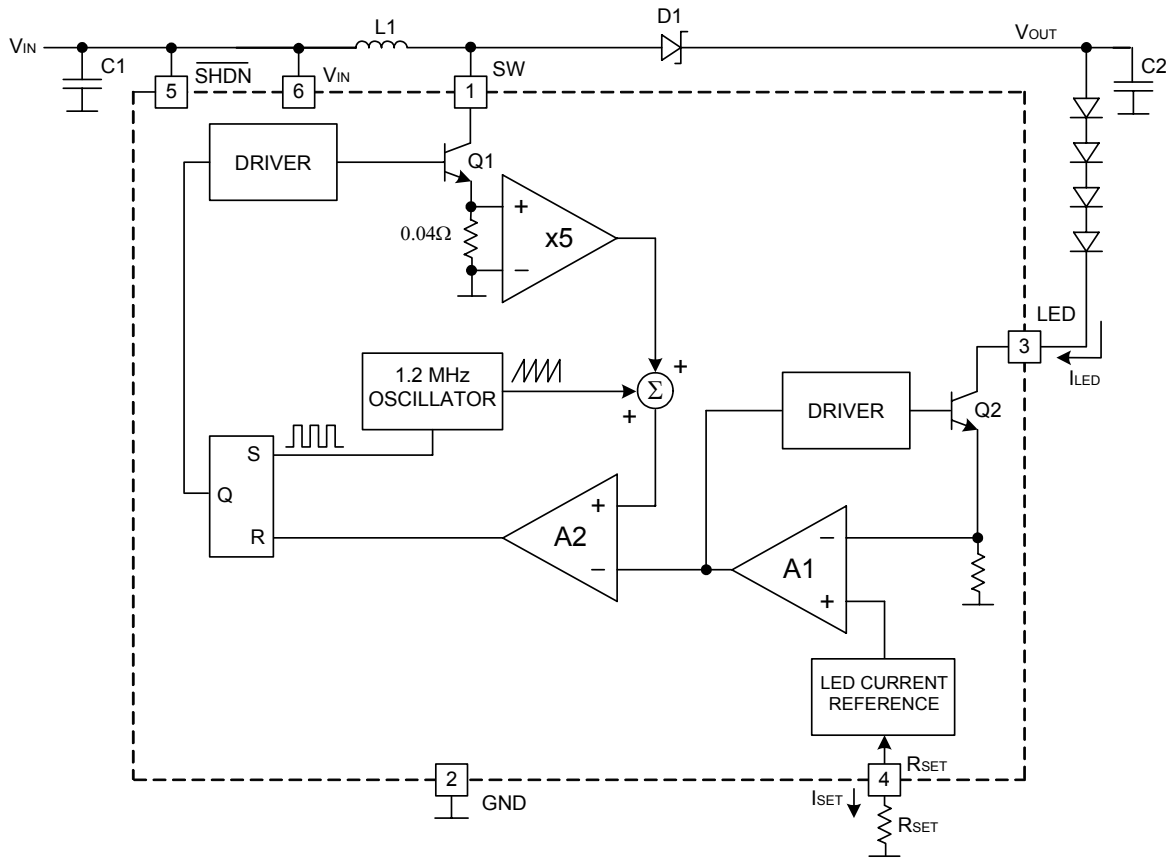 L1
D1
VIN
VOUT
C1
SHDN
VIN
SW
C2
5
6
1
DRIVER
Q1
+
0.04Ω
x5
−
LED
3
ILED
1.2 MHz
OSCILLATOR
+
Σ
+
DRIVER
Q2
S
Q
R
A2
+
−
A1
−
+
LED CURRENT
REFERENCE
2
GND
4
RSET
ISET
RSET